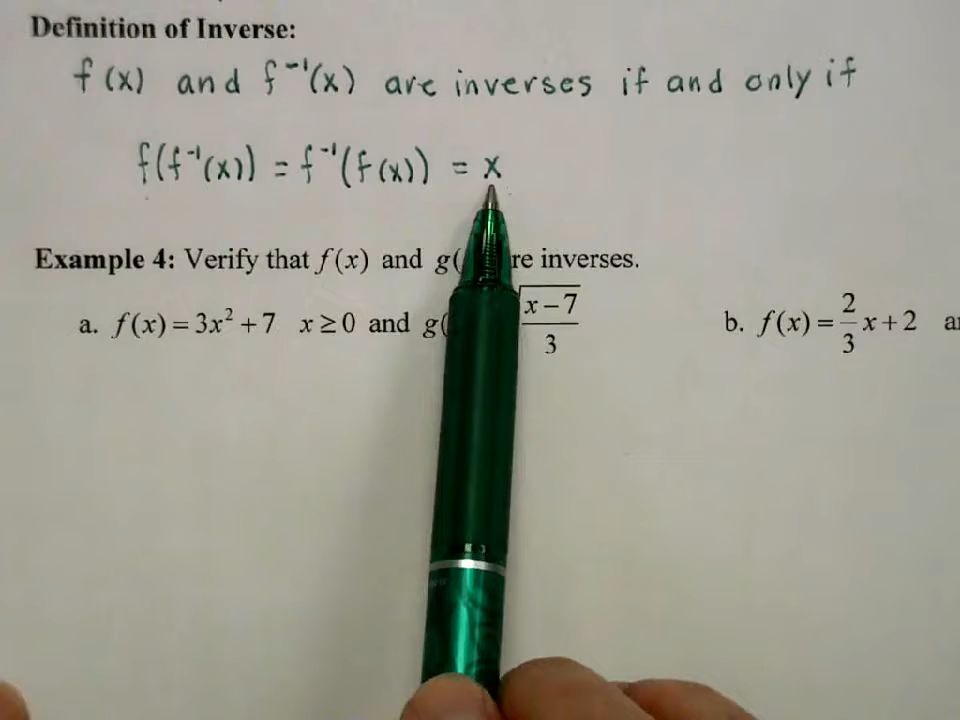 Definition of Inverse:
f(x) and f⁻¹(x) are inverses if and only if
f(f⁻¹(x)) = f⁻¹(f(x)) = x
Example 4: Verify that f(x) and g( re inverses.
a. f(x) = 3x² + 7 x ≥ 0 and g( √((x − 7)/3) b. f(x) = 2/3 x + 2